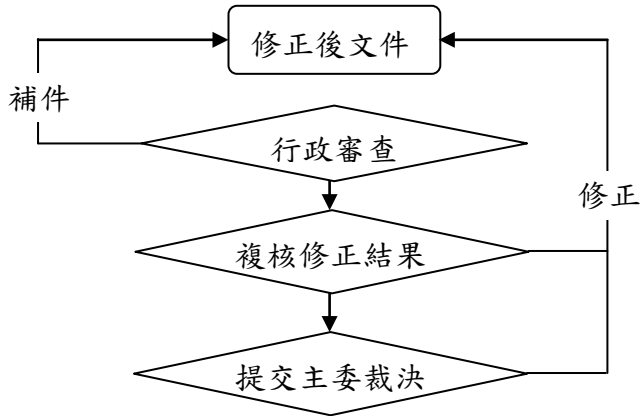 修正後文件
補件
行政審查
修正
複核修正結果
提交主委裁決